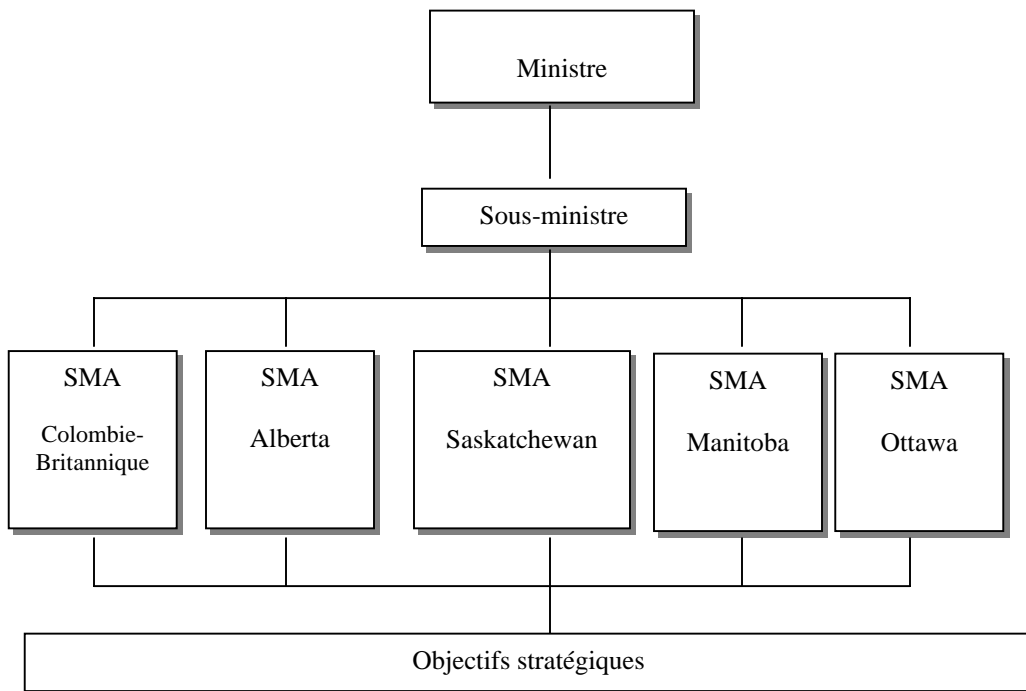 Ministre
Sous-ministre
SMA
Colombie-
Britannique
SMA
Alberta
SMA
Saskatchewan
SMA
Manitoba
SMA
Ottawa
Objectifs stratégiques